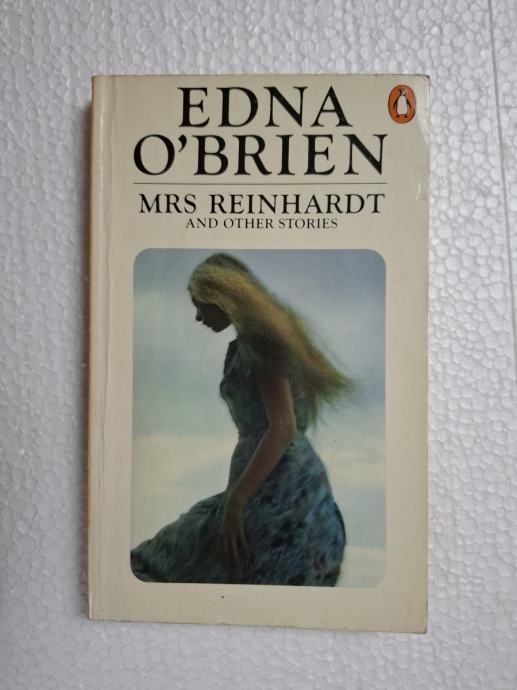 EDNA
O'BRIEN
MRS REINHARDT
AND OTHER STORIES